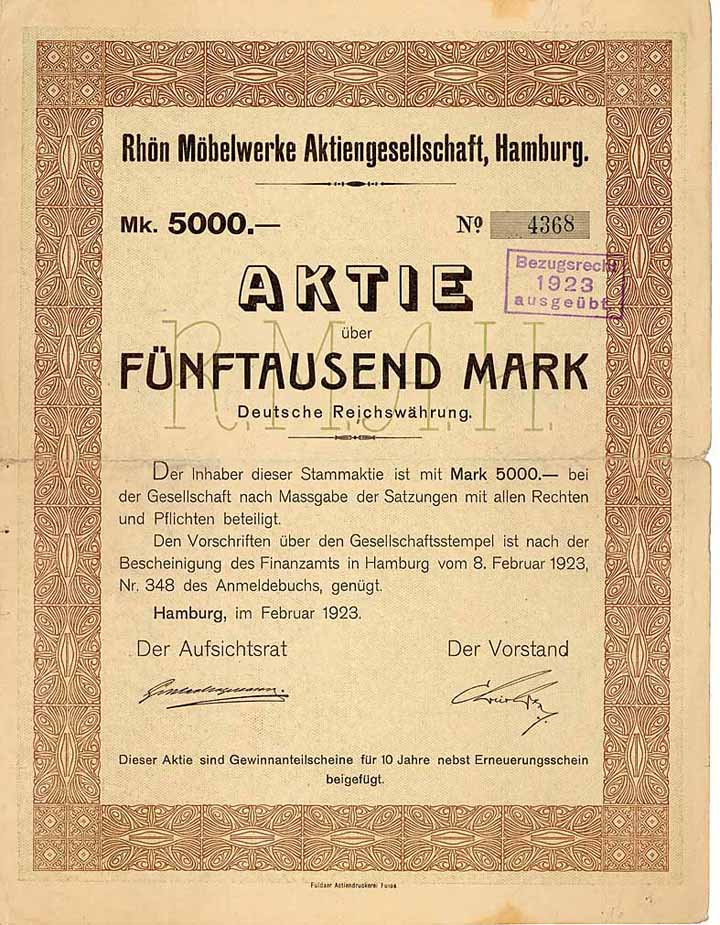 Rhön Möbelwerke Aktiengesellschaft, Hamburg.
Mk. 5000.—
No 4368
Bezugsrecht
1923
ausgeübt
AKTIE
über
R.M.A.H.
FÜNFTAUSEND MARK
Deutsche Reichswährung.
Der Inhaber dieser Stammaktie ist mit Mark 5000.— bei
der Gesellschaft nach Massgabe der Satzungen mit allen Rechten
und Pflichten beteiligt.
Den Vorschriften über den Gesellschaftsstempel ist nach der
Bescheinigung des Finanzamts in Hamburg vom 8. Februar 1923,
Nr. 348 des Anmeldebuchs, genügt.
Hamburg, im Februar 1923.
Der Aufsichtsrat
Der Vorstand
Dieser Aktie sind Gewinnanteilscheine für 10 Jahre nebst Erneuerungsschein
beigefügt.
Fuldaer Actiendruckerei Fulda